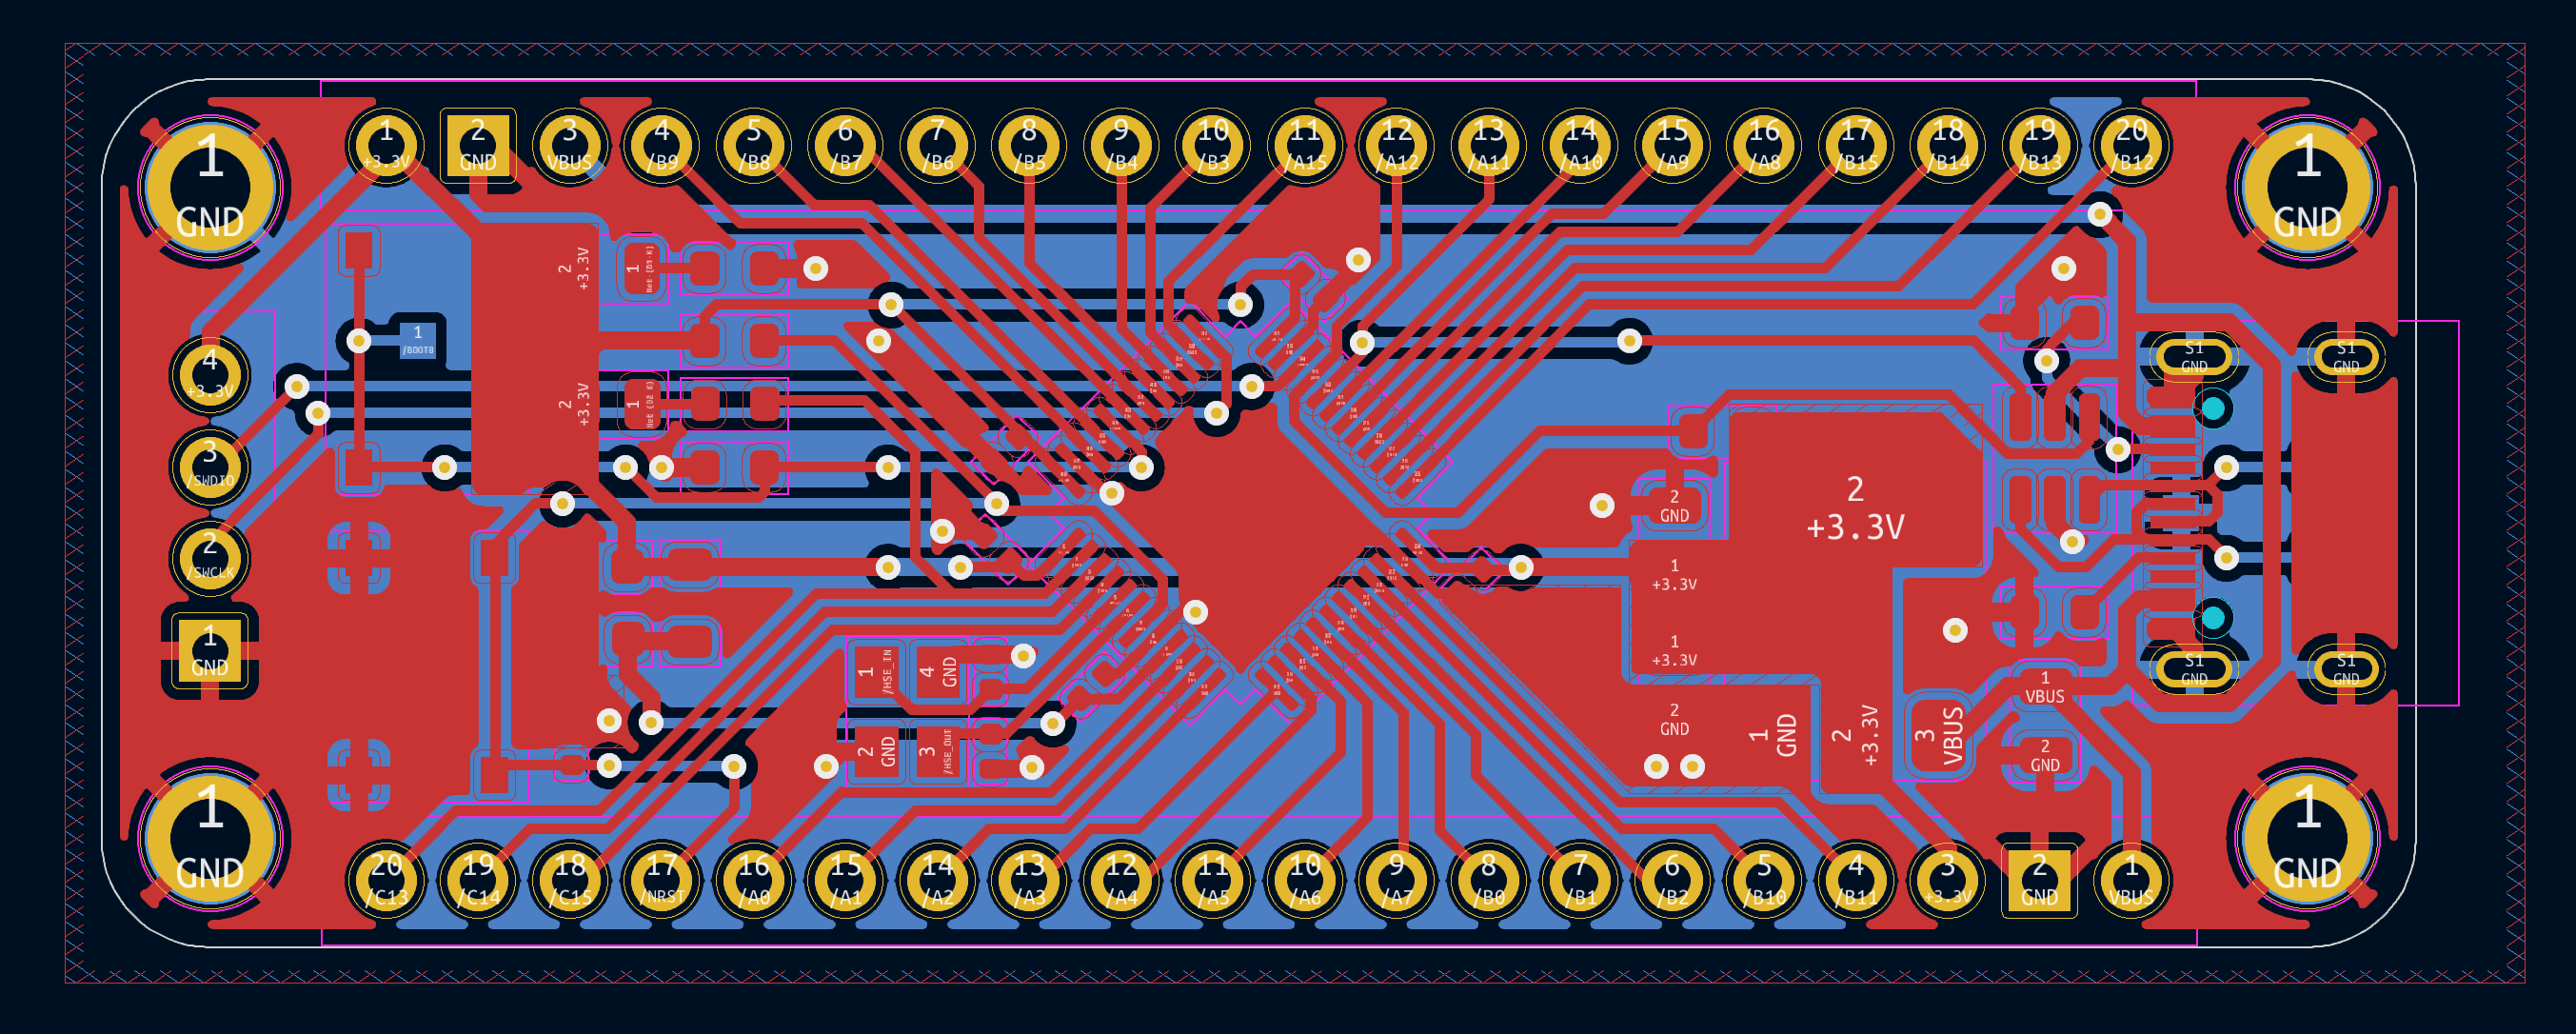 1 2 3 4 5 6 7 8 9 10 11 12 13 14 15 16 17 18 19 20
+3.3V GND VBUS /B9 /B8 /B7 /B6 /B5 /B4 /B3 /A15 /A12 /A11 /A10 /A9 /A8 /B15 /B14 /B13 /B12
1
GND
1
GND
2
+3.3V
1
1
/BOOT0
4
+3.3V
2
+3.3V
1
3
/SWDIO
2
/SWCLK
1
GND
S1
GND
S1
GND
2
GND
2
+3.3V
1
+3.3V
1
+3.3V
2
GND
1
/HSE_IN
4
GND
2
GND
3
/HSE_OUT
1
GND
2
+3.3V
3
VBUS
1
VBUS
2
GND
S1
GND
S1
GND
1
GND
1
GND
20 19 18 17 16 15 14 13 12 11 10 9 8 7 6 5 4 3 2 1
/C13 /C14 /C15 /NRST /A0 /A1 /A2 /A3 /A4 /A5 /A6 /A7 /B0 /B1 /B2 /B10 /B11 +3.3V GND VBUS